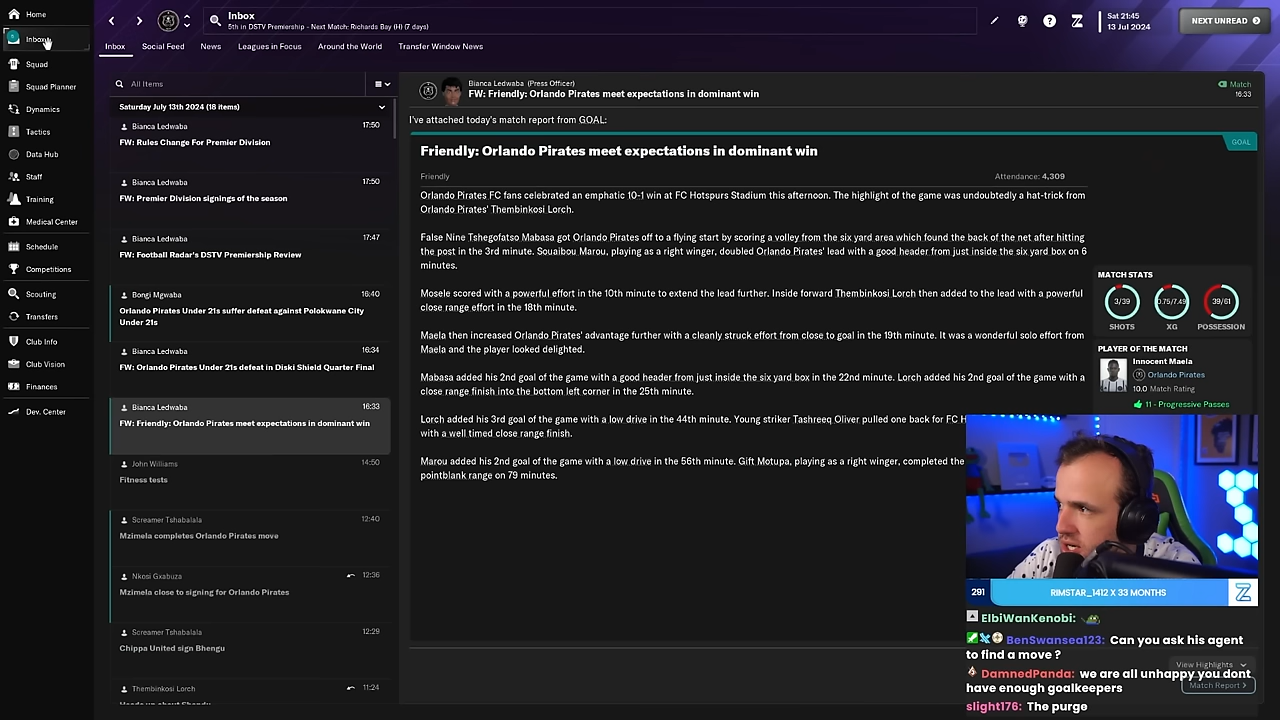 Home
Inbox
Squad
Squad Planner
Dynamics
Tactics
Data Hub
Staff
Training
Medical Center
Schedule
Competitions
Scouting
Transfers
Club Info
Club Vision
Finances
Dev. Center
Inbox
5th in DSTV Premiership - Next Match: Richards Bay (H) (7 days)
Sat 21:45
13 Jul 2024
NEXT UNREAD
Inbox
Social Feed
News
Leagues in Focus
Around the World
Transfer Window News
All Items
Saturday July 13th 2024 (18 items)
Bianca Ledwaba 17:50
FW: Rules Change For Premier Division
Bianca Ledwaba 17:50
FW: Premier Division signings of the season
Bianca Ledwaba 17:47
FW: Football Radar's DSTV Premiership Review
Bongi Mgwaba 16:40
Orlando Pirates Under 21s suffer defeat against Polokwane City
Under 21s
Bianca Ledwaba 16:34
FW: Orlando Pirates Under 21s defeat in Diski Shield Quarter Final
Bianca Ledwaba 16:33
FW: Friendly: Orlando Pirates meet expectations in dominant win
John Williams 14:50
Fitness tests
Screamer Tshabalala 12:40
Mzimela completes Orlando Pirates move
Nkosi Gxabuza 12:36
Mzimela close to signing for Orlando Pirates
Screamer Tshabalala 12:29
Chippa United sign Bhengu
Thembinkosi Lorch 11:24
Bianca Ledwaba (Press Officer)
FW: Friendly: Orlando Pirates meet expectations in dominant win
Match
16:33
I've attached today's match report from GOAL:
GOAL
Friendly: Orlando Pirates meet expectations in dominant win
Friendly
Attendance: 4,309
Orlando Pirates FC fans celebrated an emphatic 10-1 win at FC Hotspurs Stadium this afternoon. The highlight of the game was undoubtedly a hat-trick from
Orlando Pirates' Thembinkosi Lorch.
False Nine Tshegofatso Mabasa got Orlando Pirates off to a flying start by scoring a volley from the six yard area which found the back of the net after hitting
the post in the 3rd minute. Souaibou Marou, playing as a right winger, doubled Orlando Pirates' lead with a good header from just inside the six yard box on 6
minutes.
Mosele scored with a powerful effort in the 10th minute to extend the lead further. Inside forward Thembinkosi Lorch then added to the lead with a powerful
close range effort in the 18th minute.
Maela then increased Orlando Pirates' advantage further with a cleanly struck effort from close to goal in the 19th minute. It was a wonderful solo effort from
Maela and the player looked delighted.
Mabasa added his 2nd goal of the game with a good header from just inside the six yard box in the 22nd minute. Lorch added his 2nd goal of the game with a
close range finish into the bottom left corner in the 25th minute.
Lorch added his 3rd goal of the game with a low drive in the 44th minute. Young striker Tashreeq Oliver pulled one back for FC H
with a well timed close range finish.
Marou added his 2nd goal of the game with a low drive in the 56th minute. Gift Motupa, playing as a right winger, completed the
pointblank range on 79 minutes.
MATCH STATS
3/39
0.75/7.49
39/61
SHOTS
XG
POSSESSION
PLAYER OF THE MATCH
Innocent Maela
Orlando Pirates
10.0 Match Rating
11 - Progressive Passes
291
RIMSTAR_1412 X 33 MONTHS
Z
ElbiWanKenobi:
BenSwansea123: Can you ask his agent
to find a move ?
DamnedPanda: we are all unhappy you dont
have enough goalkeepers
slight176: The purge
View Highlights
Match Report